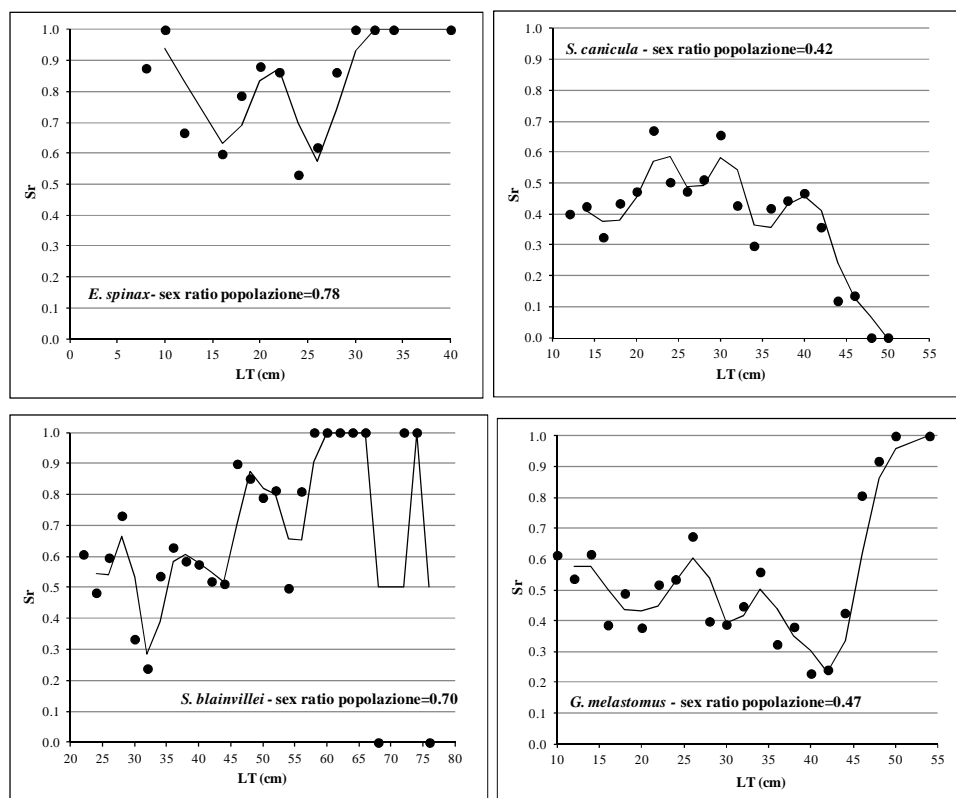 1.0
0.9
0.8
0.7
0.6
0.5
0.4
0.3
0.2
0.1
0.0
Sr
E. spinax- sex ratio popolazione=0.78
0 5 10 15 20 25 30 35 40
LT (cm)
1.0
0.9
0.8
0.7
0.6
0.5
0.4
0.3
0.2
0.1
0.0
Sr
S. canicula - sex ratio popolazione=0.42
10 15 20 25 30 35 40 45 50 55
LT (cm)
1.0
0.9
0.8
0.7
0.6
0.5
0.4
0.3
0.2
0.1
0.0
Sr
S. blainvillei - sex ratio popolazione=0.70
20 25 30 35 40 45 50 55 60 65 70 75 80
LT (cm)
1.0
0.9
0.8
0.7
0.6
0.5
0.4
0.3
0.2
0.1
0.0
Sr
G. melastomus - sex ratio popolazione=0.47
10 15 20 25 30 35 40 45 50 55
LT (cm)